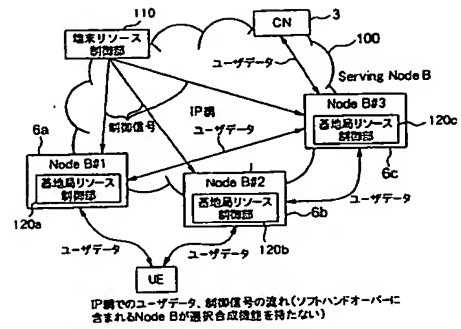 110
端末リソース
制御部
CN
3
100
ユーザデータ
Serving Node B
Node B#3
基地局リソース
制御部
120c
6c
制御信号
IP網
ユーザデータ
6a
Node B#1
基地局リソース
制御部
120a
Node B#2
基地局リソース
制御部
6b
120b
ユーザデータ
ユーザデータ
ユーザデータ
UE
IP網でのユーザデータ、制御信号の流れ(ソフトハンドオーバーに
含まれるNode Bが選択合成機能を持たない)